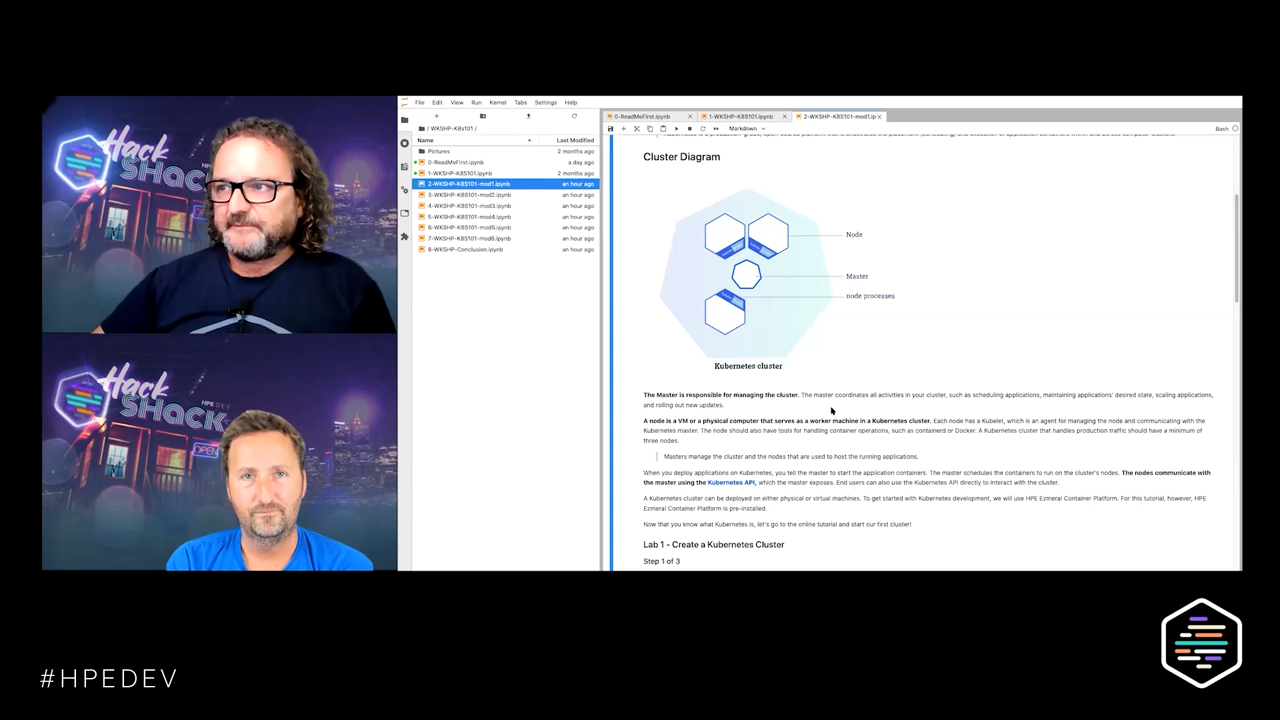 Hack
SHACK
HPE
Hack
SHACK
HPE DEV
File Edit View Run Kernel Tabs Settings Help
/ WKSHP-K8s101 /
Name Last Modified
Pictures 2 months ago
0-ReadMeFirst.ipynb a day ago
1-WKSHP-K8S101.ipynb 2 months ago
2-WKSHP-K8S101-mod1.ipynb an hour ago
3-WKSHP-K8S101-mod2.ipynb an hour ago
4-WKSHP-K8S101-mod3.ipynb an hour ago
5-WKSHP-K8S101-mod4.ipynb an hour ago
6-WKSHP-K8S101-mod5.ipynb an hour ago
7-WKSHP-K8S101-mod6.ipynb an hour ago
8-WKSHP-Conclusion.ipynb an hour ago
0-ReadMeFirst.ipynb 1-WKSHP-K8S101.ipynb 2-WKSHP-K8S101-mod1.ip
Markdown Bash
Cluster Diagram
Node
Master
node processes
Kubernetes cluster
The Master is responsible for managing the cluster. The master coordinates all activities in your cluster, such as scheduling applications, maintaining applications' desired state, scaling applications,
and rolling out new updates.
A node is a VM or a physical computer that serves as a worker machine in a Kubernetes cluster. Each node has a Kubelet, which is an agent for managing the node and communicating with the
Kubernetes master. The node should also have tools for handling container operations, such as containerd or Docker. A Kubernetes cluster that handles production traffic should have a minimum of
three nodes.
Masters manage the cluster and the nodes that are used to host the running applications.
When you deploy applications on Kubernetes, you tell the master to start the application containers. The master schedules the containers to run on the cluster's nodes. The nodes communicate with
the master using the Kubernetes API, which the master exposes. End users can also use the Kubernetes API directly to interact with the cluster.
A Kubernetes cluster can be deployed on either physical or virtual machines. To get started with Kubernetes development, we will use HPE Ezmeral Container Platform. For this tutorial, however, HPE
Ezmeral Container Platform is pre-installed.
Now that you know what Kubernetes is, let's go to the online tutorial and start our first cluster!
Lab 1 - Create a Kubernetes Cluster
Step 1 of 3
#HPEDEV